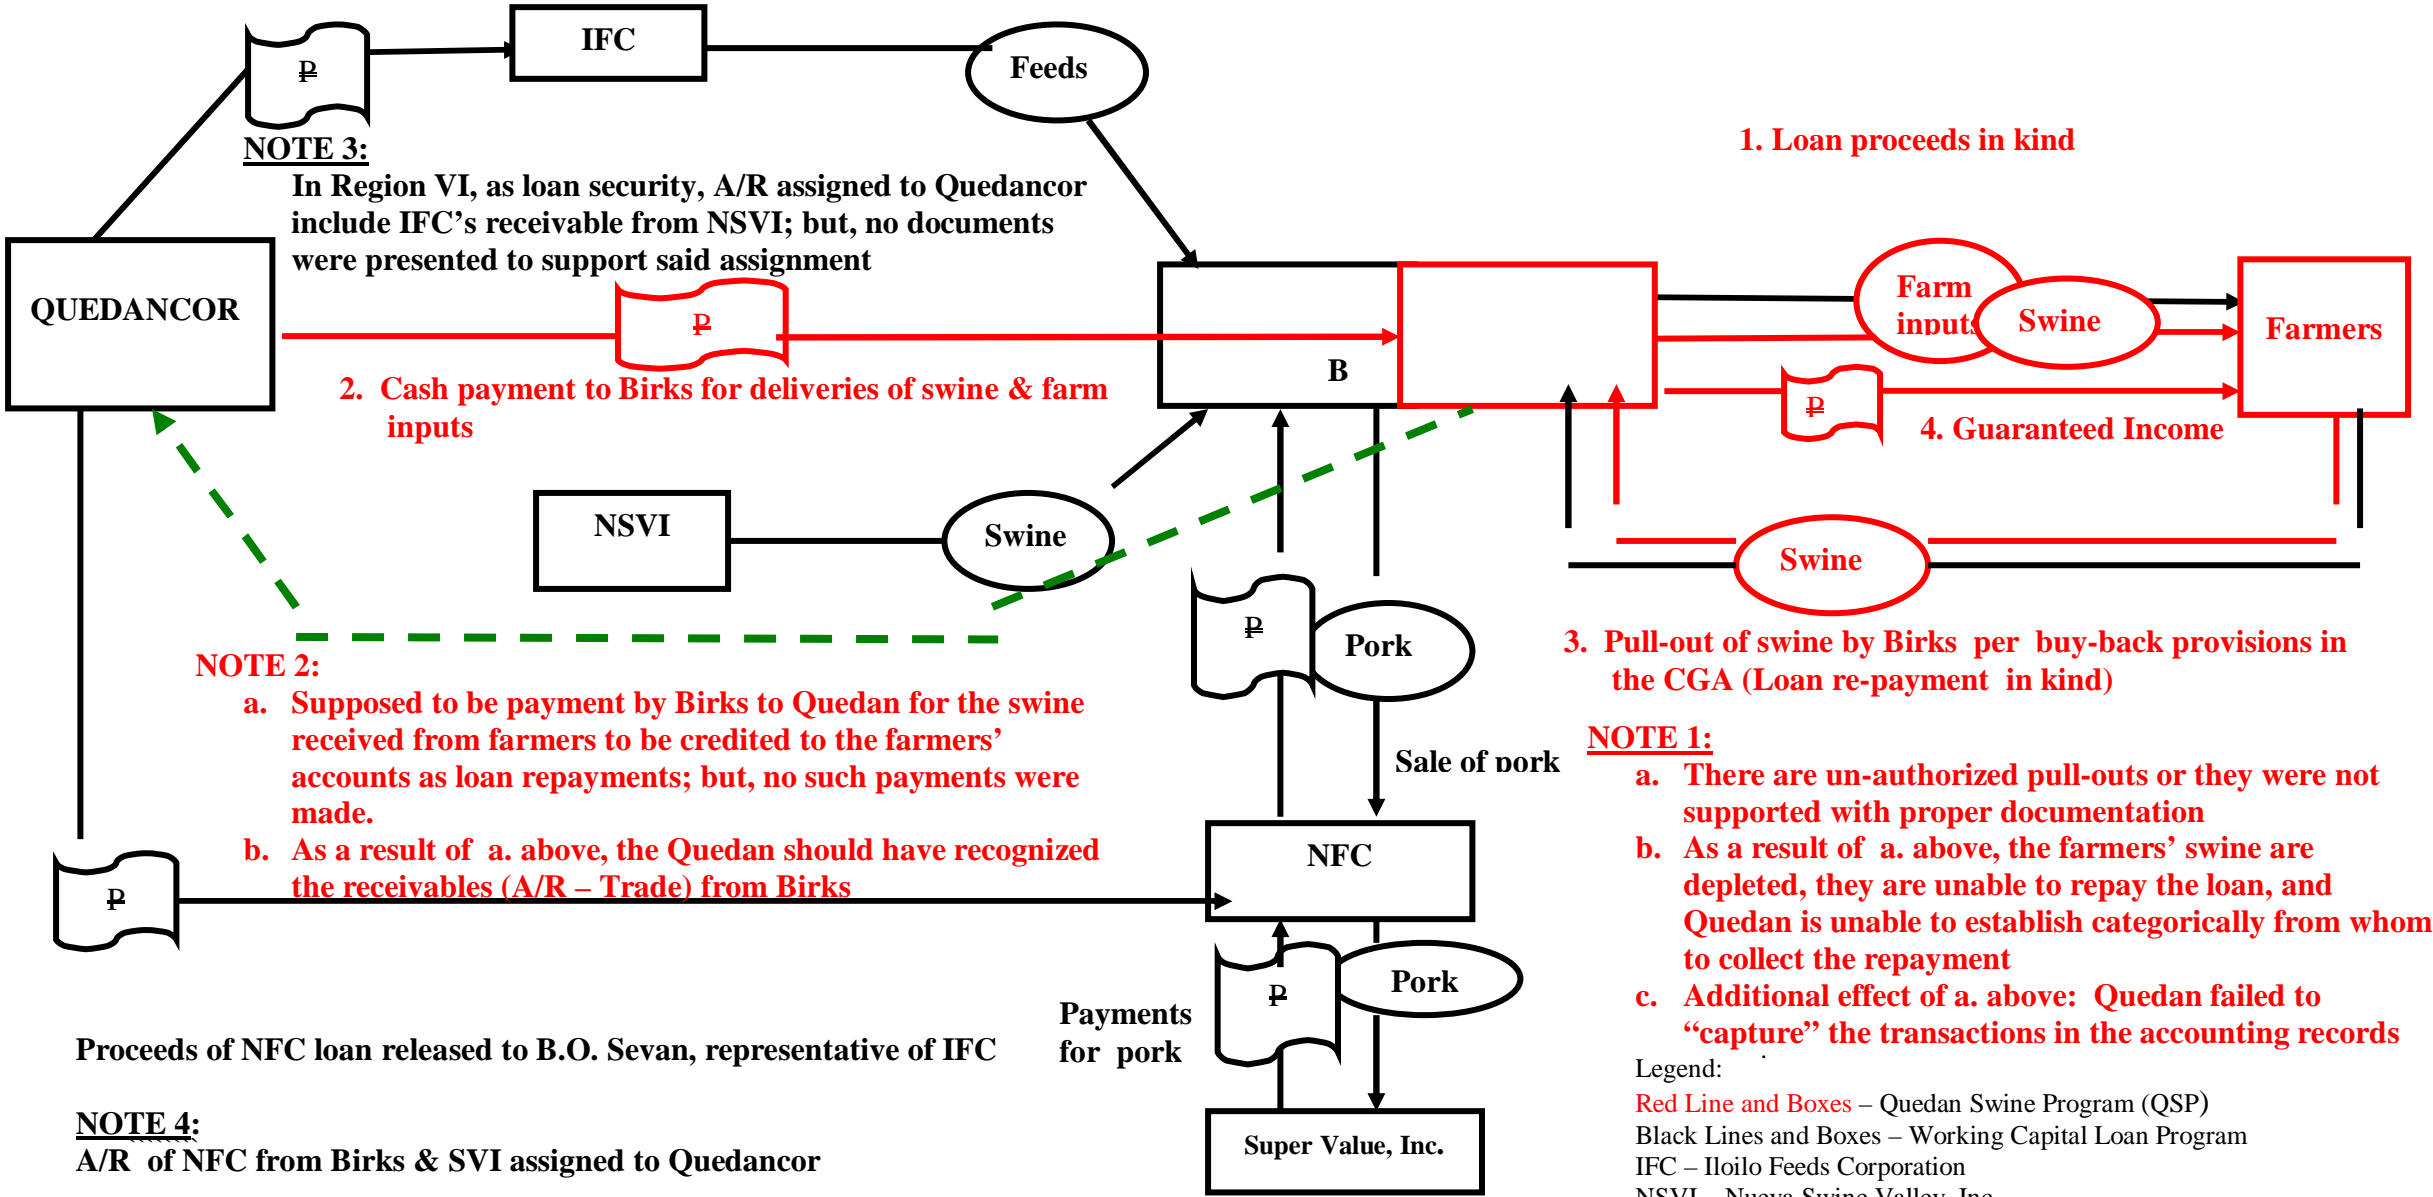 IFC
₱
Feeds
1. Loan proceeds in kind
NOTE 3:
In Region VI, as loan security, A/R assigned to Quedancor
include IFC’s receivable from NSVI; but, no documents
were presented to support said assignment
QUEDANCOR
₱
B
Farm
inputs
Swine
Farmers
2. Cash payment to Birks for deliveries of swine & farm
inputs
₱
4. Guaranteed Income
NSVI
Swine
Swine
₱
Pork
3. Pull-out of swine by Birks per buy-back provisions in
the CGA (Loan re-payment in kind)
NOTE 2:
a. Supposed to be payment by Birks to Quedan for the swine
received from farmers to be credited to the farmers’
accounts as loan repayments; but, no such payments were
made.
b. As a result of a. above, the Quedan should have recognized
the receivables (A/R – Trade) from Birks
Sale of pork
NOTE 1:
a. There are un-authorized pull-outs or they were not
supported with proper documentation
b. As a result of a. above, the farmers’ swine are
depleted, they are unable to repay the loan, and
Quedan is unable to establish categorically from whom
to collect the repayment
c. Additional effect of a. above: Quedan failed to
“capture” the transactions in the accounting records
NFC
₱
₱
Pork
Payments
for pork
Proceeds of NFC loan released to B.O. Sevan, representative of IFC
NOTE 4:
A/R of NFC from Birks & SVI assigned to Quedancor
Super Value, Inc.
Legend:
Red Line and Boxes – Quedan Swine Program (QSP)
Black Lines and Boxes – Working Capital Loan Program
IFC – Iloilo Feeds Corporation
NSVI – Nueva Swine Valley, Inc